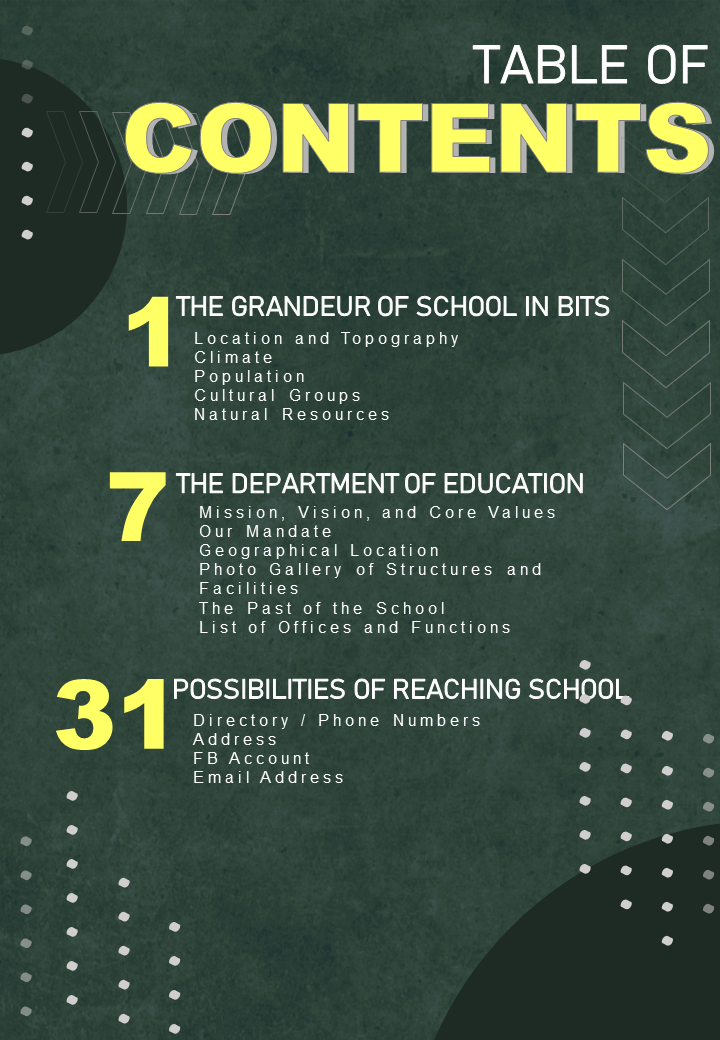 TABLE OF
CONTENTS
1 THE GRANDEUR OF SCHOOL IN BITS
Location and Topography
Climate
Population
Cultural Groups
Natural Resources
7 THE DEPARTMENT OF EDUCATION
Mission, Vision, and Core Values
Our Mandate
Geographical Location
Photo Gallery of Structures and
Facilities
The Past of the School
List of Offices and Functions
31 POSSIBILITIES OF REACHING SCHOOL
Directory / Phone Numbers
Address
FB Account
Email Address